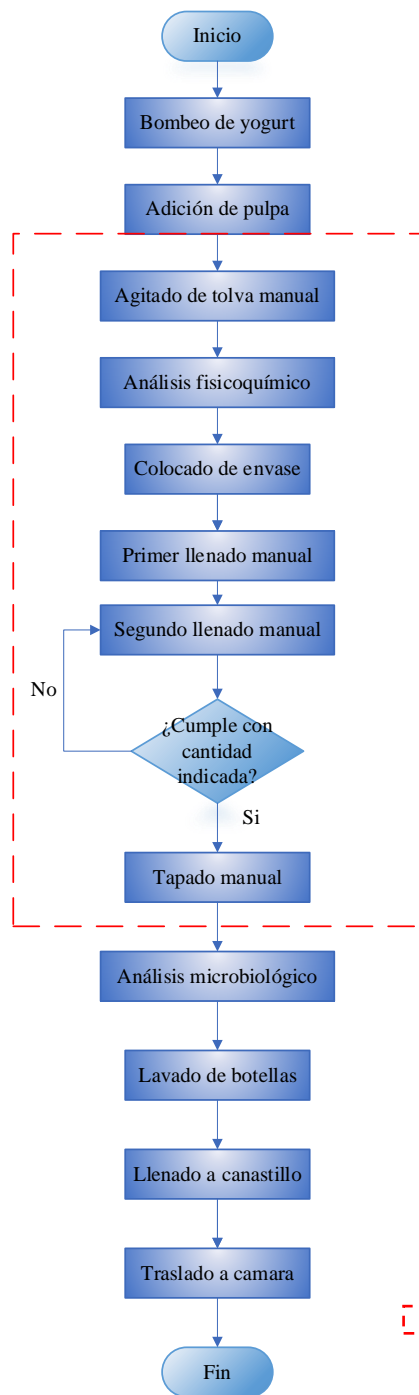 Inicio
Bombeo de yogurt
Adición de pulpa
Agitado de tolva manual
Análisis fisicoquímico
Colocado de envase
Primer llenado manual
Segundo llenado manual
No
¿Cumple con
cantidad
indicada?
Si
Tapado manual
Análisis microbiológico
Lavado de botellas
Llenado a canastillo
Traslado a camara
Fin